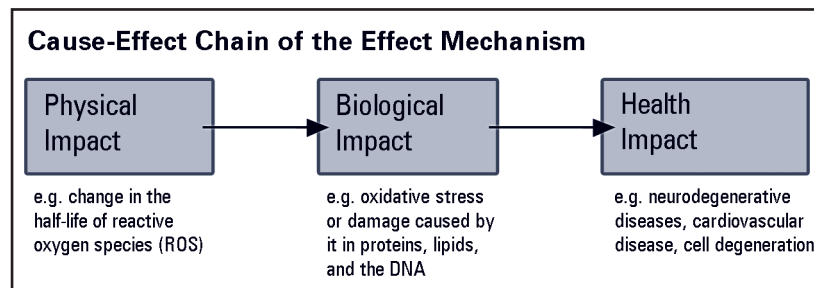 Cause-Effect Chain of the Effect Mechanism
Physical
Impact
Biological
Impact
Health
Impact
e.g. change in the
half-life of reactive
oxygen species (ROS)
e.g. oxidative stress
or damage caused by
it in proteins, lipids,
and the DNA
e.g. neurodegenerative
diseases, cardiovascular
disease, cell degeneration